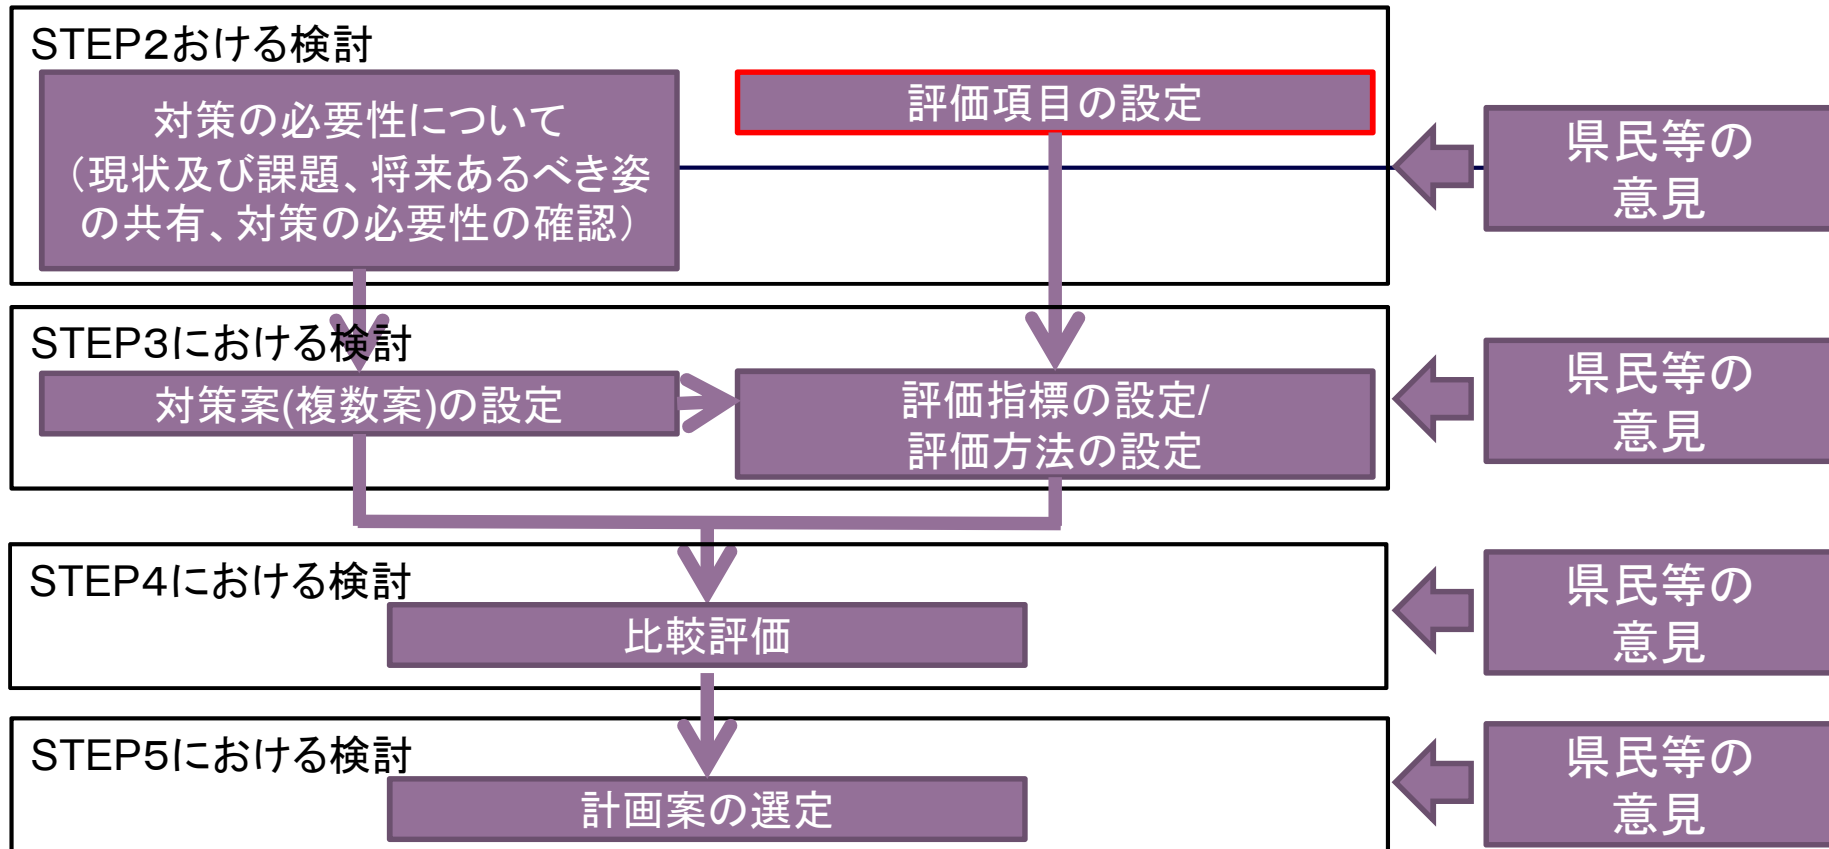 STEP2おける検討
対策の必要性について
（現状及び課題、将来あるべき姿
の共有、対策の必要性の確認）
評価項目の設定
県民等の
意見
STEP3における検討
対策案(複数案)の設定
評価指標の設定/
評価方法の設定
県民等の
意見
STEP4における検討
比較評価
県民等の
意見
STEP5における検討
計画案の選定
県民等の
意見